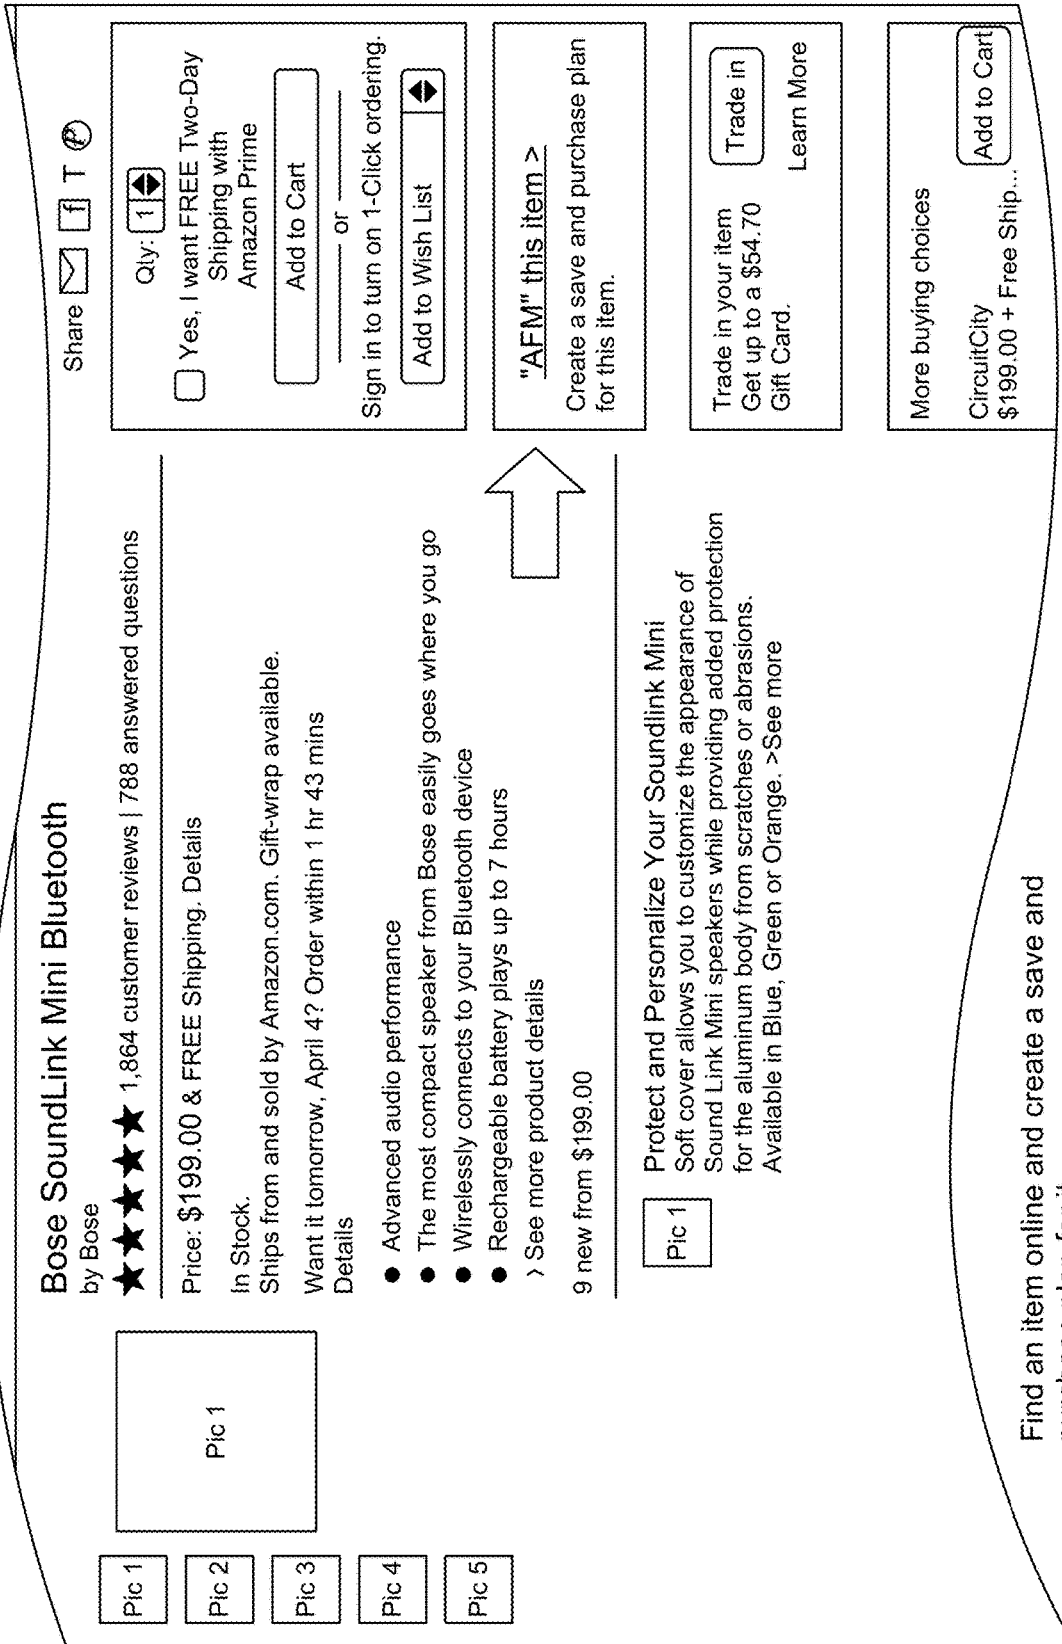 Pic 1
Pic 2
Pic 3
Pic 4
Pic 5
Pic 1
Bose SoundLink Mini Bluetooth
by Bose
1,864 customer reviews | 788 answered questions
Price: $199.00 & FREE Shipping. Details
In Stock.
Ships from and sold by Amazon.com. Gift-wrap available.
Want it tomorrow, April 4? Order within 1 hr 43 mins
Details
● Advanced audio performance
● The most compact speaker from Bose easily goes where you go
● Wirelessly connects to your Bluetooth device
● Rechargeable battery plays up to 7 hours
> See more product details
9 new from $199.00
Pic 1
Protect and Personalize Your Soundlink Mini
Soft cover allows you to customize the appearance of
Sound Link Mini speakers while providing added protection
for the aluminum body from scratches or abrasions.
Available in Blue, Green or Orange. >See more
Share f T P
Qty: 1
Yes, I want FREE Two-Day
Shipping with
Amazon Prime
Add to Cart
or
Sign in to turn on 1-Click ordering.
Add to Wish List
"AFM" this item >
Create a save and purchase plan
for this item.
Trade in your item
Get up to a $54.70
Gift Card.
Trade in
Learn More
More buying choices
CircuitCity
$199.00 + Free Ship...
Add to Cart
Find an item online and create a save and